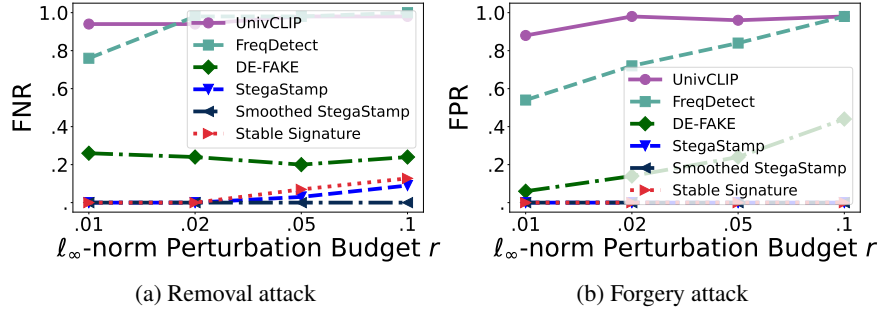 FNR
1.0
.8
.6
.4
.2
.
UnivCLIP
FreqDetect
DE-FAKE
StegaStamp
Smoothed StegaStamp
Stable Signature
.01 .02 .05 .1
ℓ∞-norm Perturbation Budget r
(a) Removal attack
FPR
1.0
.8
.6
.4
.2
.
UnivCLIP
FreqDetect
DE-FAKE
StegaStamp
Smoothed StegaStamp
Stable Signature
.01 .02 .05 .1
ℓ∞-norm Perturbation Budget r
(b) Forgery attack